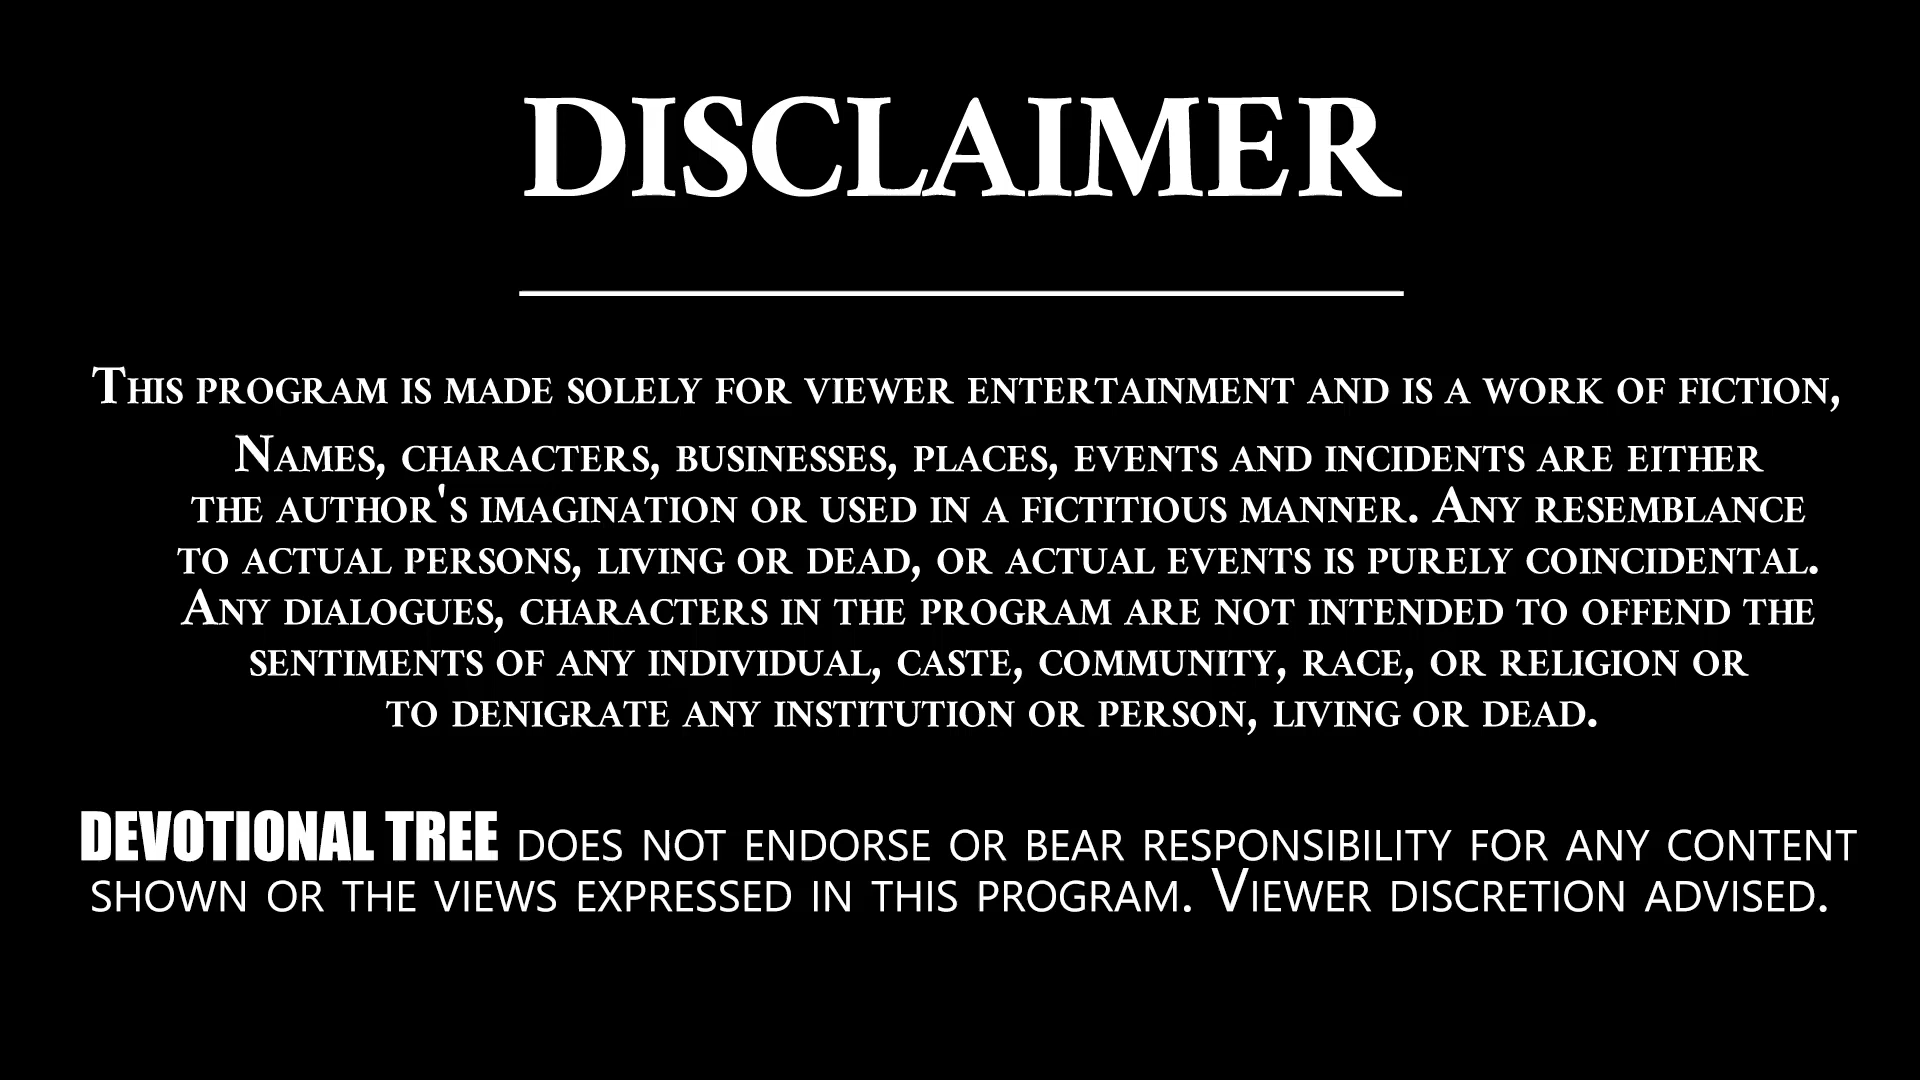 DISCLAIMER
This program is made solely for viewer entertainment and is a work of fiction,
Names, characters, businesses, places, events and incidents are either
the author's imagination or used in a fictitious manner. Any resemblance
to actual persons, living or dead, or actual events is purely coincidental.
Any dialogues, characters in the program are not intended to offend the
sentiments of any individual, caste, community, race, or religion or
to denigrate any institution or person, living or dead.
DEVOTIONAL TREE does not endorse or bear responsibility for any content
shown or the views expressed in this program. Viewer discretion advised.